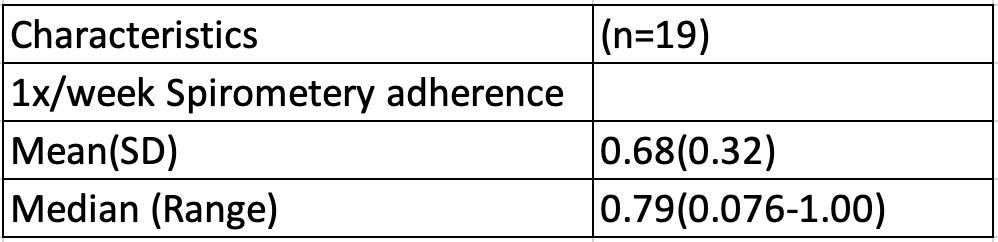 Characteristics (n=19)
1x/week Spirometery adherence
Mean(SD) 0.68(0.32)
Median (Range) 0.79(0.076-1.00)